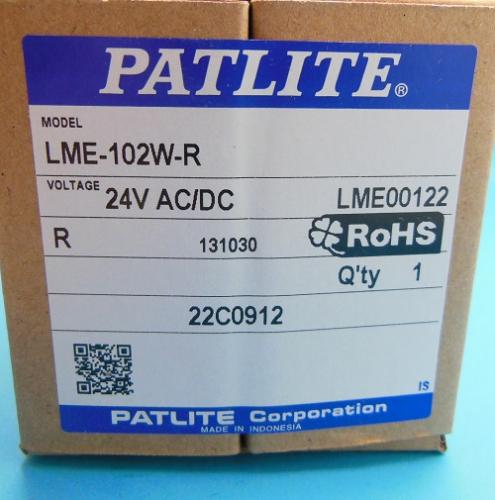 PATLITE®
MODEL
LME-102W-R
VOLTAGE 24V AC/DC LME00122
R 131030 RoHS
Q'ty 1
22C0912
IS
PATLITE Corporation
MADE IN INDONESIA